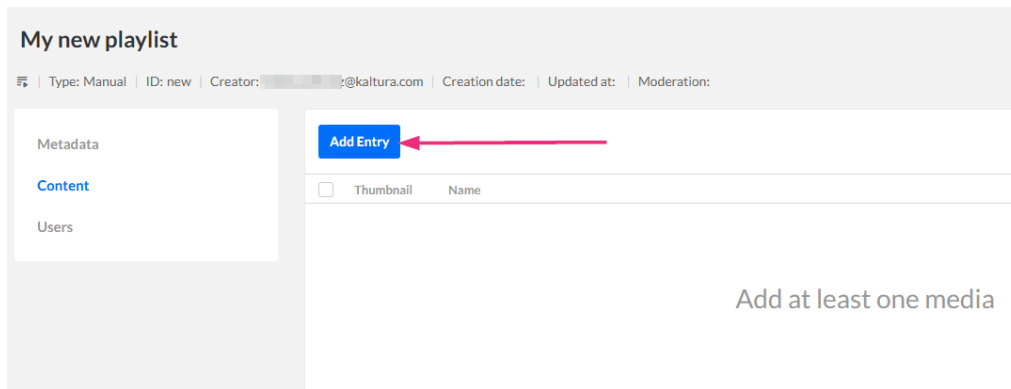 My new playlist
Type: Manual | ID: new | Creator: @kaltura.com | Creation date: | Updated at: | Moderation:
Metadata
Content
Users
Add Entry
Thumbnail Name
Add at least one media